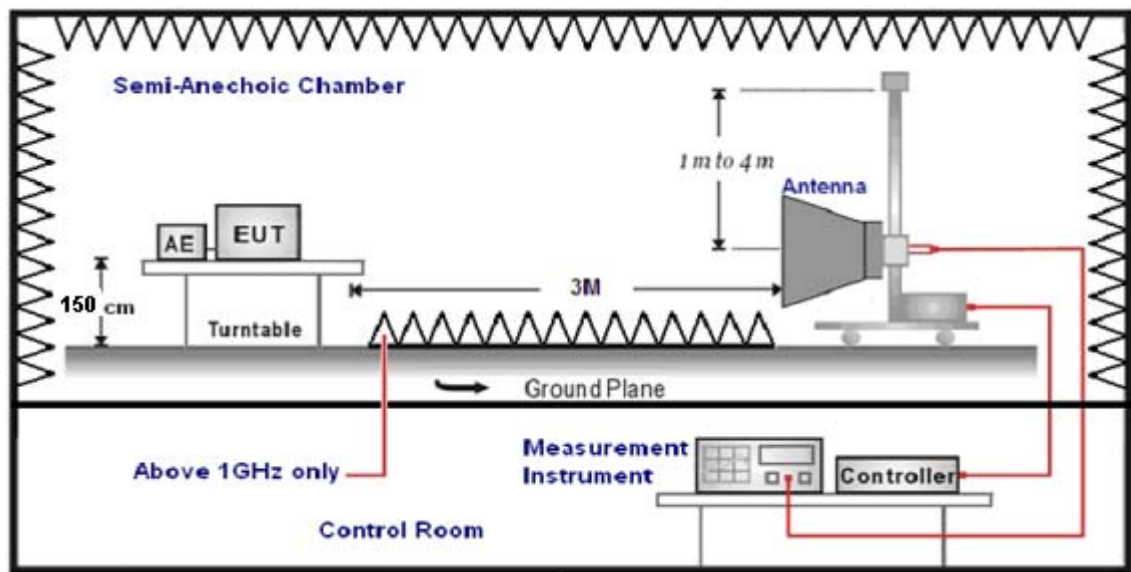 Semi-Anechoic Chamber
1 m to 4 m
Antenna
AE
EUT
150 cm
3M
Turntable
Ground Plane
Above 1GHz only
Measurement
Instrument
Controller
Control Room